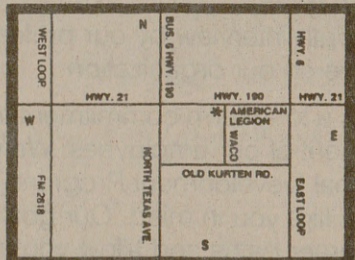 WEST LOOP
N
BUS. 6 HWY. 190
HWY. 6
HWY. 21
HWY. 190
HWY. 21
W
FM 2818
NORTH TEXAS AVE.
* AMERICAN
LEGION
WACO
E
OLD KURTEN RD.
EAST LOOP
S